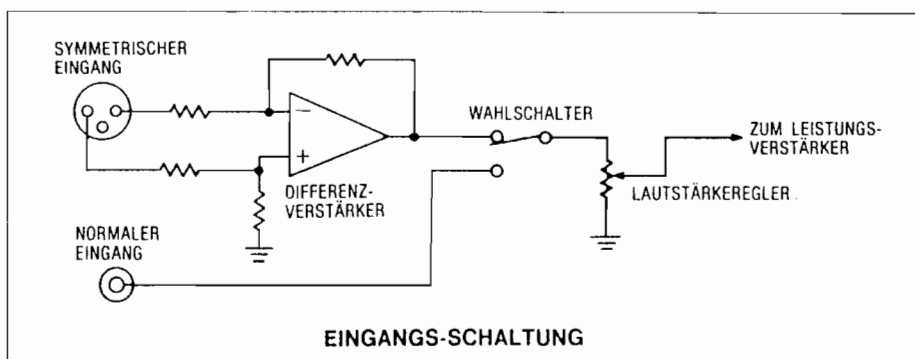 SYMMETRISCHER
EINGANG
−
+
DIFFERENZ-
VERSTÄRKER
WAHLSCHALTER
ZUM LEISTUNGS-
VERSTÄRKER
LAUTSTÄRKEREGLER
NORMALER
EINGANG
EINGANGS-SCHALTUNG